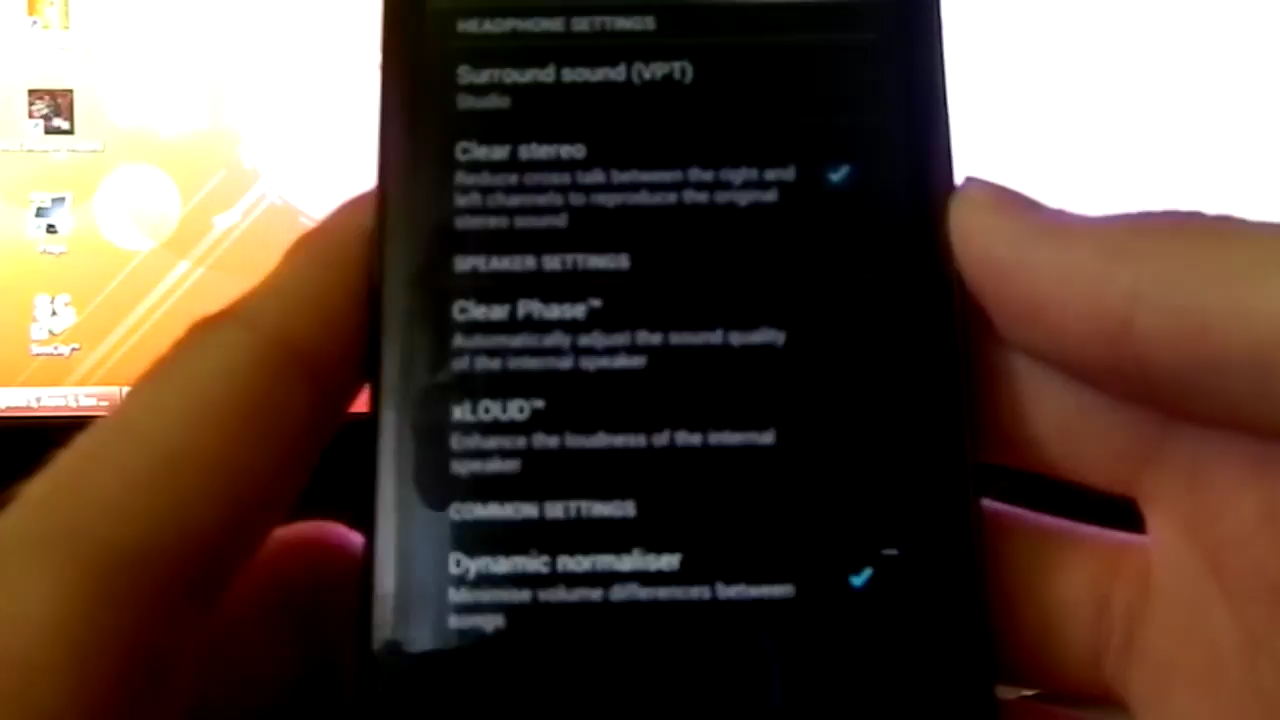 HEADPHONE SETTINGS
Surround sound (VPT)
Studio
Clear stereo
Reduce cross talk between the right and
left channels to reproduce the original
stereo sound
SPEAKER SETTINGS
Clear Phase™
Automatically adjust the sound quality
of the internal speaker
xLOUD™
Enhance the loudness of the internal
speaker
COMMON SETTINGS
Dynamic normaliser
Minimise volume differences between
songs
SimCity™